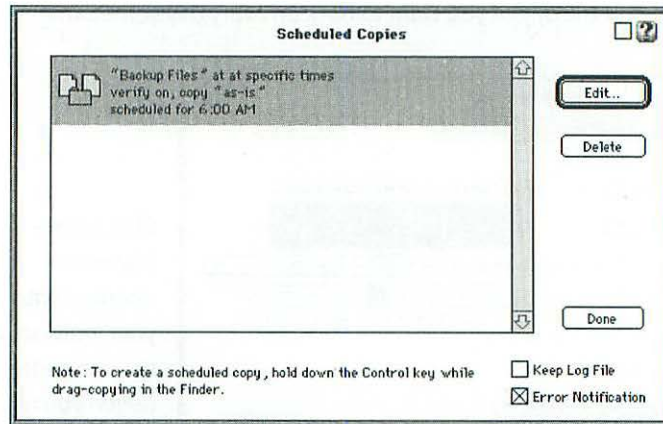 Scheduled Copies
?
"Backup Files" at at specific times
verify on, copy "as-is"
scheduled for 6:00 AM
Edit..
Delete
Done
Note: To create a scheduled copy, hold down the Control key while
drag-copying in the Finder.
Keep Log File
Error Notification